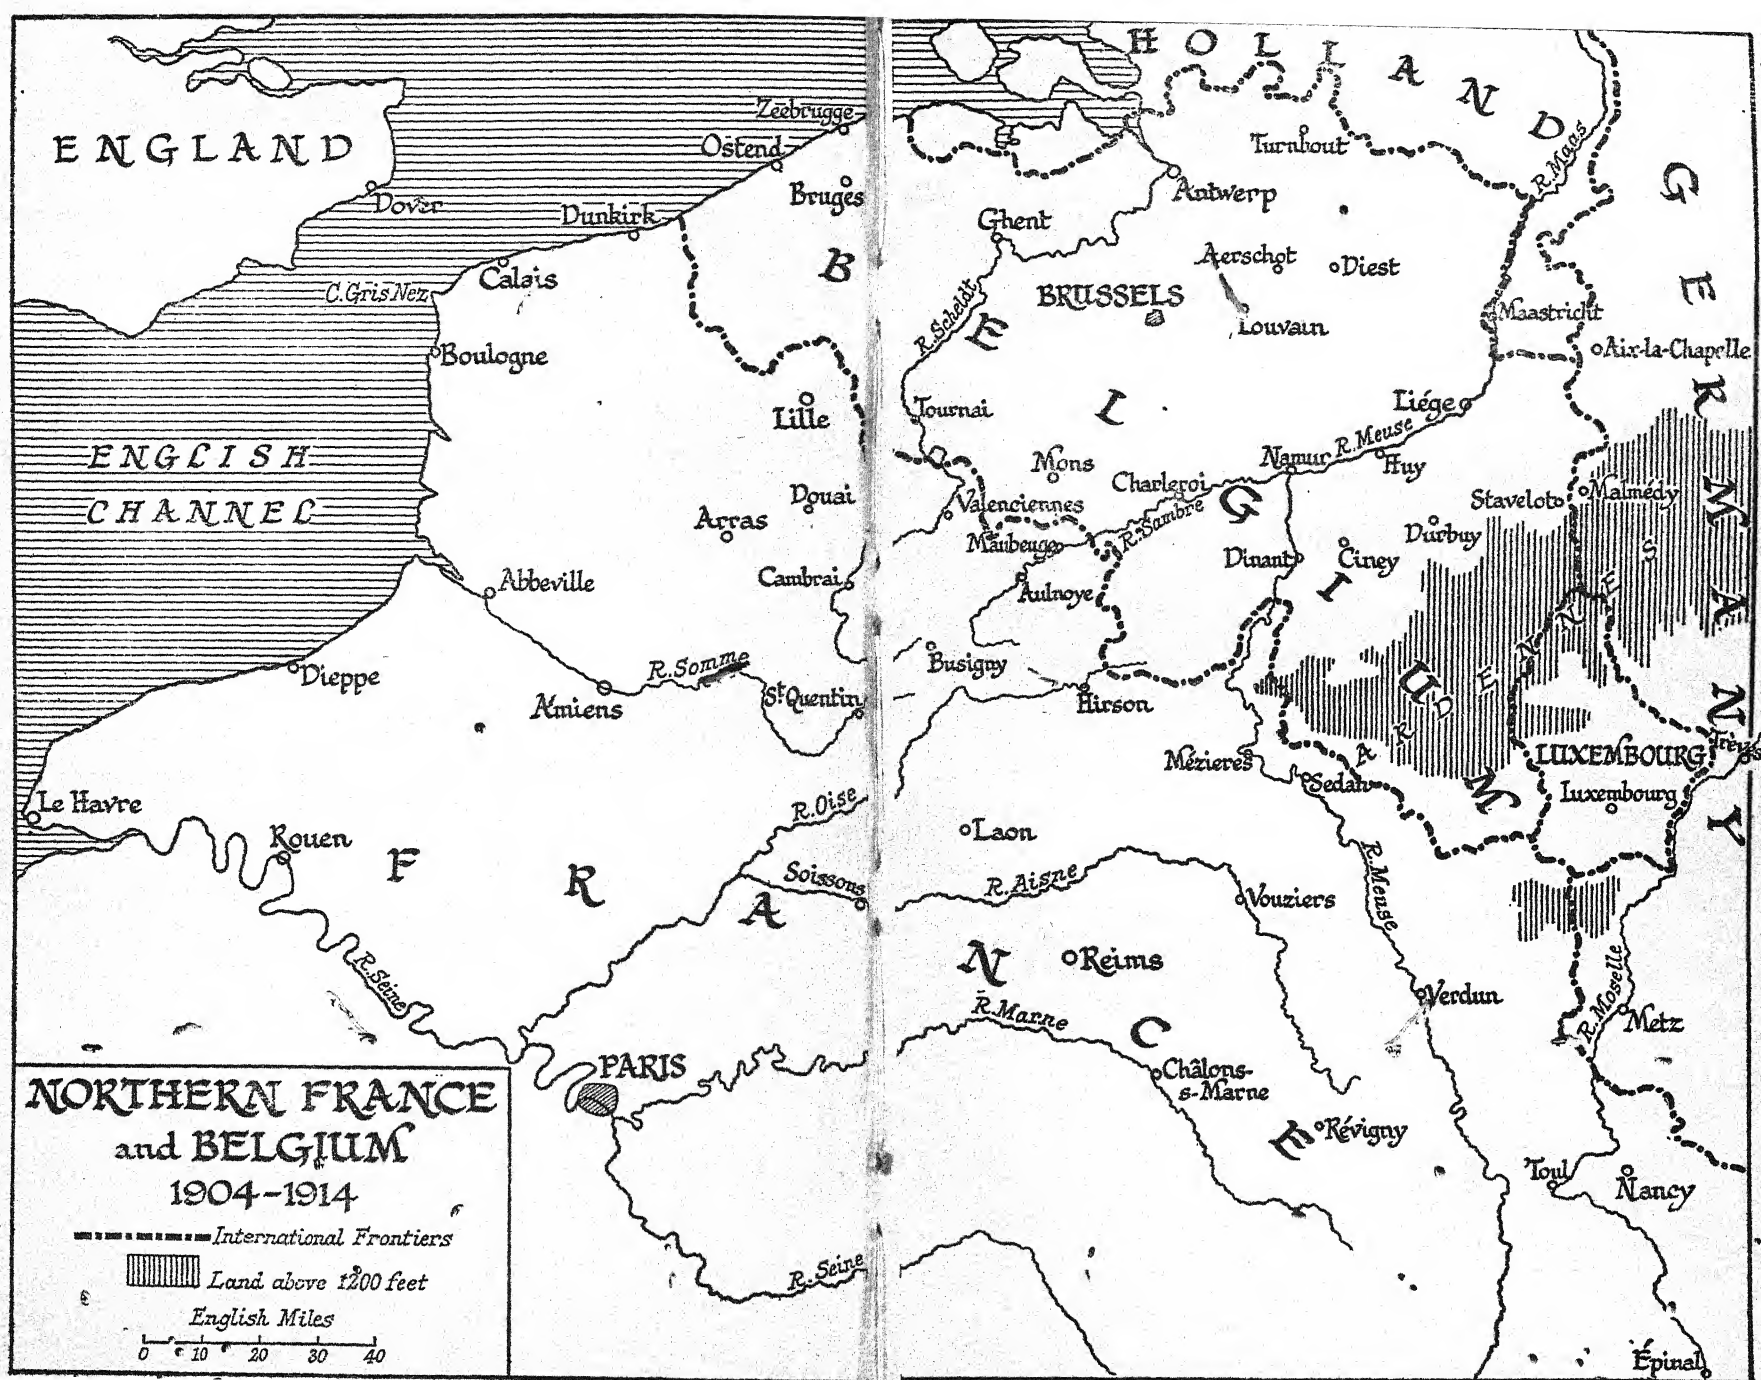 HOLLAND
ENGLAND
Zeebrugge
Ostend
Turnhout
R. Maas
GERMANY
Dover
Bruges
Antwerp
Dunkirk
Ghent
BELGIUM
Aerschot
Diest
Calais
C. Gris Nez
BRUSSELS
R. Scheldt
Louvain
Maastricht
Boulogne
Aix-la-Chapelle
Tournai
Lille
Liége
R. Meuse
ENGLISH
CHANNEL
Mons
Namur
Huy
Charleroi
Douai
Valenciennes
Stavelot
Malmédy
Arras
R. Sambre
Durbuy
Maubeuge
Dinant
Ciney
Cambrai
Abbeville
Aulnoye
ARDENNES
R. Somme
Busigny
Dieppe
St Quentin
Amiens
Hirson
Mézieres
Sedan
LUXEMBOURG
Trèves
Luxembourg
Le Havre
R. Oise
Rouen
Laon
FRANCE
Soissons
R. Aisne
R. Meuse
Vouziers
R. Seine
Reims
Verdun
R. Moselle
Metz
R. Marne
PARIS
Châlons-
s-Marne
Révigny
Toul
Nancy
R. Seine
Épinal
NORTHERN FRANCE
and BELGIUM
1904-1914
International Frontiers
Land above 1200 feet
English Miles
0 10 20 30 40